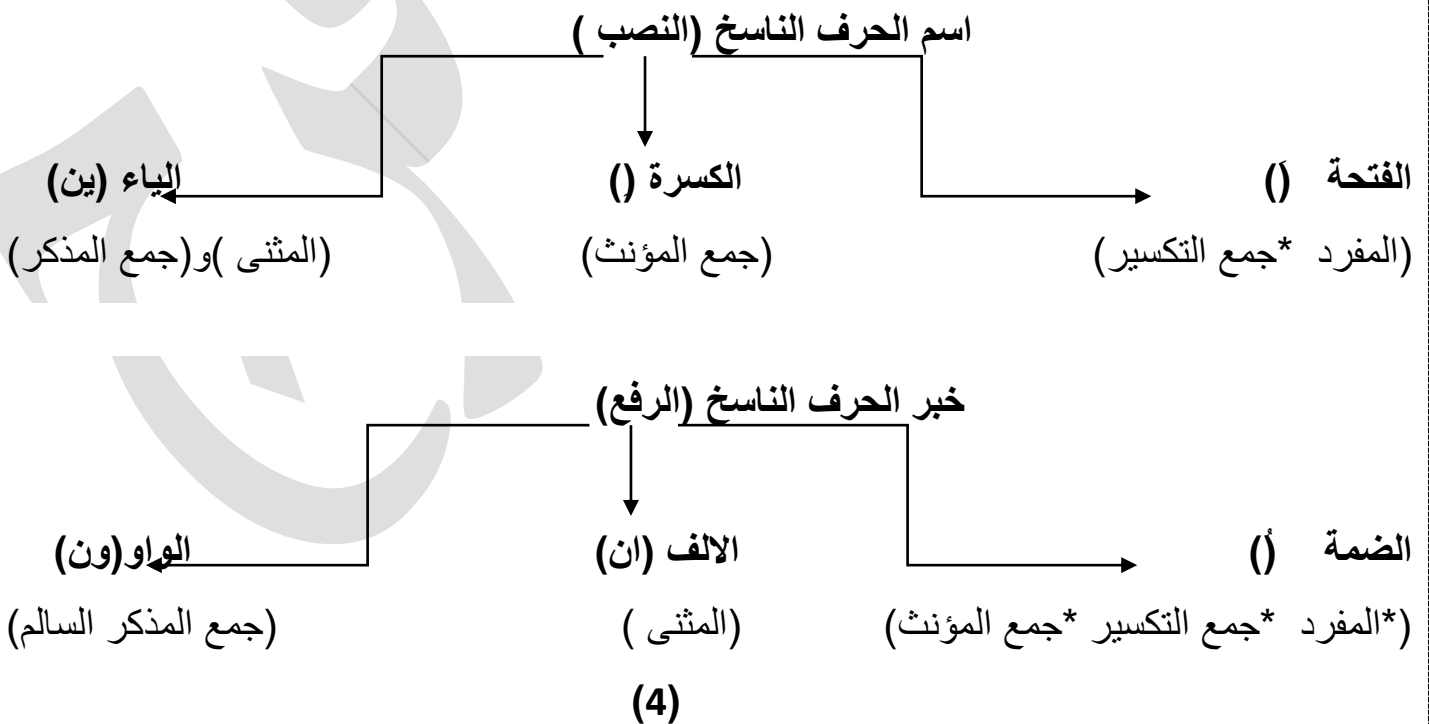 اسم الحرف الناسخ (النصب )
الفتحة (َ) الكسرة (ِ) الياء (ين)
(المفرد *جمع التكسير) (جمع المؤنث) (المثنى )و(جمع المذكر)
خبر الحرف الناسخ (الرفع)
الضمة (ُ) الالف (ان) الواو(ون)
(*المفرد *جمع التكسير *جمع المؤنث) (المثنى ) (جمع المذكر السالم)
(4)